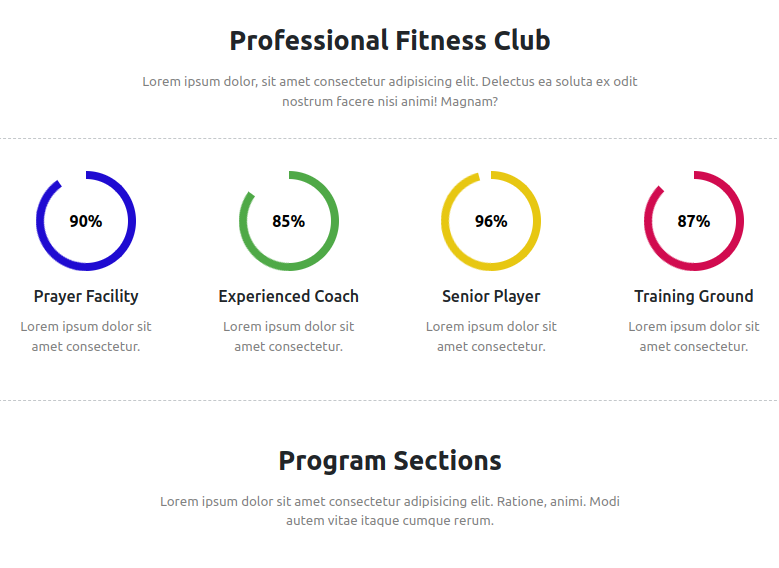 Professional Fitness Club
Lorem ipsum dolor, sit amet consectetur adipisicing elit. Delectus ea soluta ex odit
nostrum facere nisi animi! Magnam?
90%
85%
96%
87%
Prayer Facility
Experienced Coach
Senior Player
Training Ground
Lorem ipsum dolor sit
amet consectetur.
Lorem ipsum dolor sit
amet consectetur.
Lorem ipsum dolor sit
amet consectetur.
Lorem ipsum dolor sit
amet consectetur.
Program Sections
Lorem ipsum dolor sit amet consectetur adipisicing elit. Ratione, animi. Modi
autem vitae itaque cumque rerum.